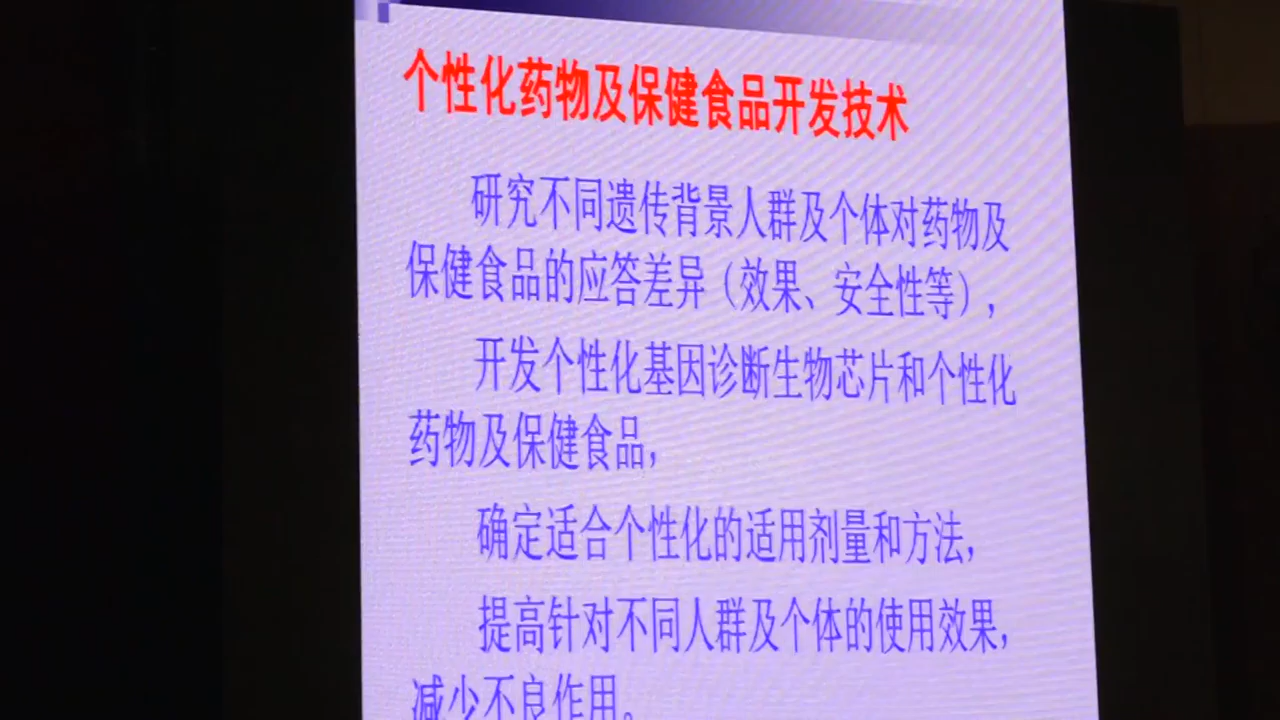 个性化药物及保健食品开发技术
研究不同遗传背景人群及个体对药物及
保健食品的应答差异（效果、安全性等），
开发个性化基因诊断生物芯片和个性化
药物及保健食品，
确定适合个性化的适用剂量和方法，
提高针对不同人群及个体的使用效果，
减少不良作用。